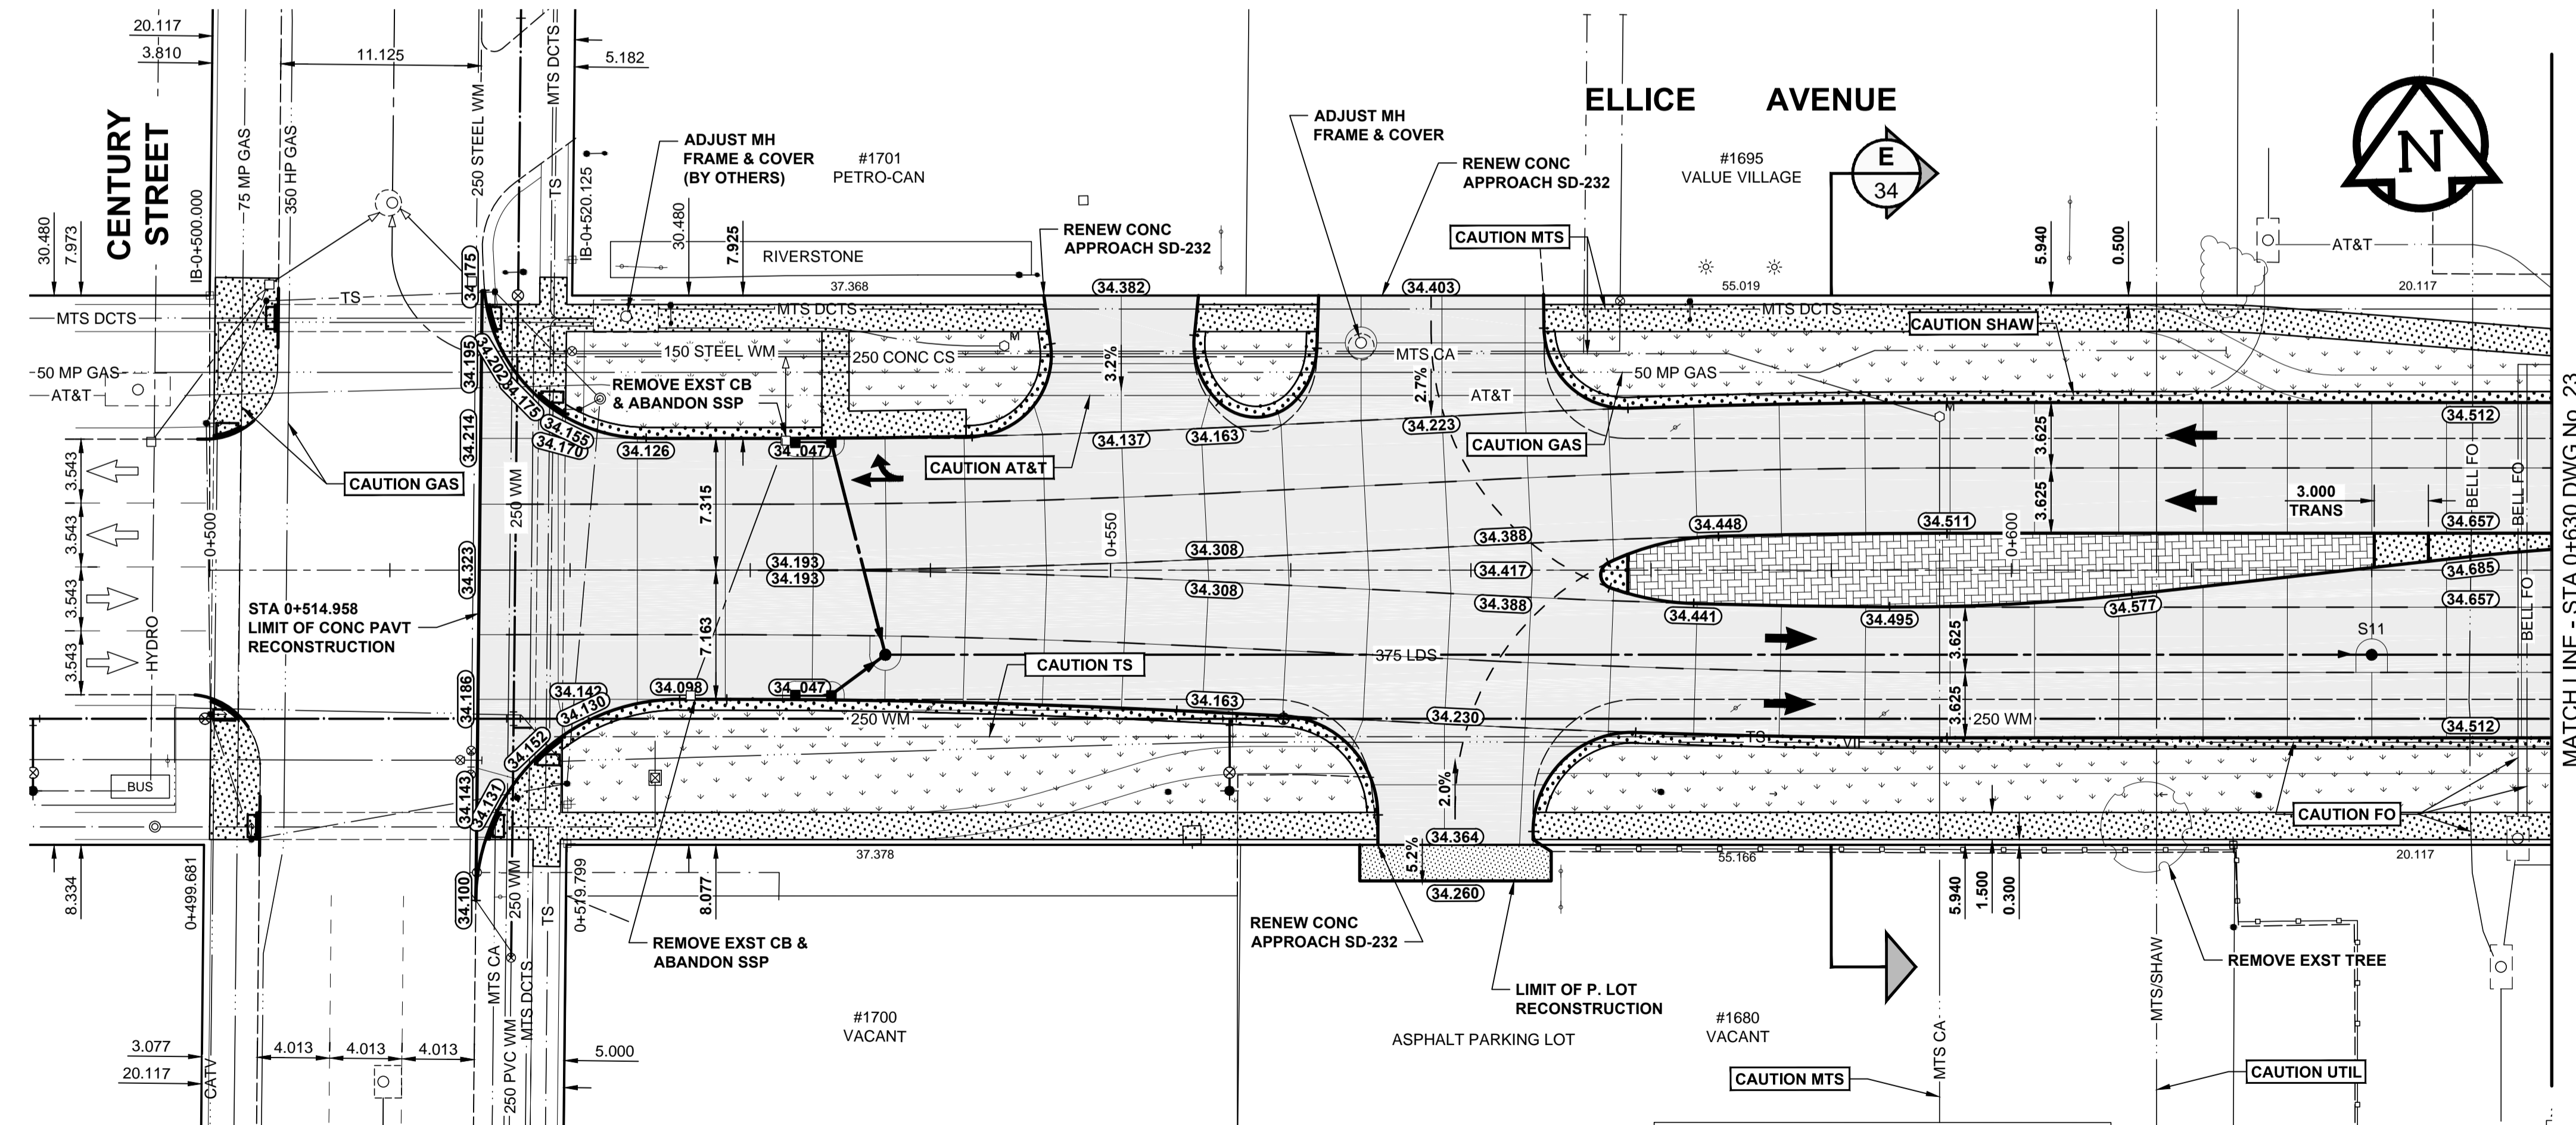 20.117
3.810
11.125
5.182
CENTURY
STREET
ELLICE AVENUE
N
E
34
30.480
7.973
IB-0+500.000
75 MP GAS
350 HP GAS
250 STEEL WM
MTS DCTS
TS
IB-0+520.125
ADJUST MH
FRAME & COVER
(BY OTHERS)
#1701
PETRO-CAN
ADJUST MH
FRAME & COVER
RENEW CONC
APPROACH SD-232
#1695
VALUE VILLAGE
CAUTION MTS
RENEW CONC
APPROACH SD-232
30.480
7.925
RIVERSTONE
37.368
34.382
34.403
55.019
5.940
0.500
20.117
AT&T
TS
MTS DCTS
MTS DCTS
MTS DCTS
CAUTION SHAW
50 MP GAS
AT&T
150 STEEL WM
250 CONC CS
M
3.2%
MTS CA
2.7%
AT&T
50 MP GAS
M
REMOVE EXST CB
& ABANDON SSP
34.175
34.195
34.202
34.175
34.214
34.155
34.170
34.126
34.047
34.137
34.163
34.223
CAUTION AT&T
CAUTION GAS
CAUTION GAS
34.512
3.543
3.543
3.543
3.543
HYDRO
0+500
250 WM
7.315
7.163
0+550
0+600
3.625
3.625
3.000
TRANS
BELL FO
BELL FO
BELL FO
34.193
34.193
34.308
34.308
34.388
34.417
34.388
34.448
34.511
34.657
34.685
34.657
34.323
STA 0+514.958
LIMIT OF CONC PAVT
RECONSTRUCTION
34.441
34.495
34.577
S11
375 LDS
CAUTION TS
34.186
34.142
34.130
34.098
34.047
34.163
34.230
3.625
3.625
250 WM
250 WM
34.512
34.152
34.143
34.131
34.100
TS
BUS
2.0%
34.364
5.2%
34.260
CAUTION FO
MATCH LINE - STA 0+630 DWG No. 23
8.334
0+499.681
250 WM
TS
0+519.799
37.378
8.077
55.166
5.940
1.500
0.300
20.117
REMOVE EXST CB &
ABANDON SSP
RENEW CONC
APPROACH SD-232
LIMIT OF P. LOT
RECONSTRUCTION
REMOVE EXST TREE
#1700
VACANT
ASPHALT PARKING LOT
#1680
VACANT
3.077
20.117
4.013
4.013
4.013
5.000
CATV
MTS CA
250 PVC WM
MTS DCTS
CAUTION MTS
MTS CA
MTS/SHAW
CAUTION UTIL